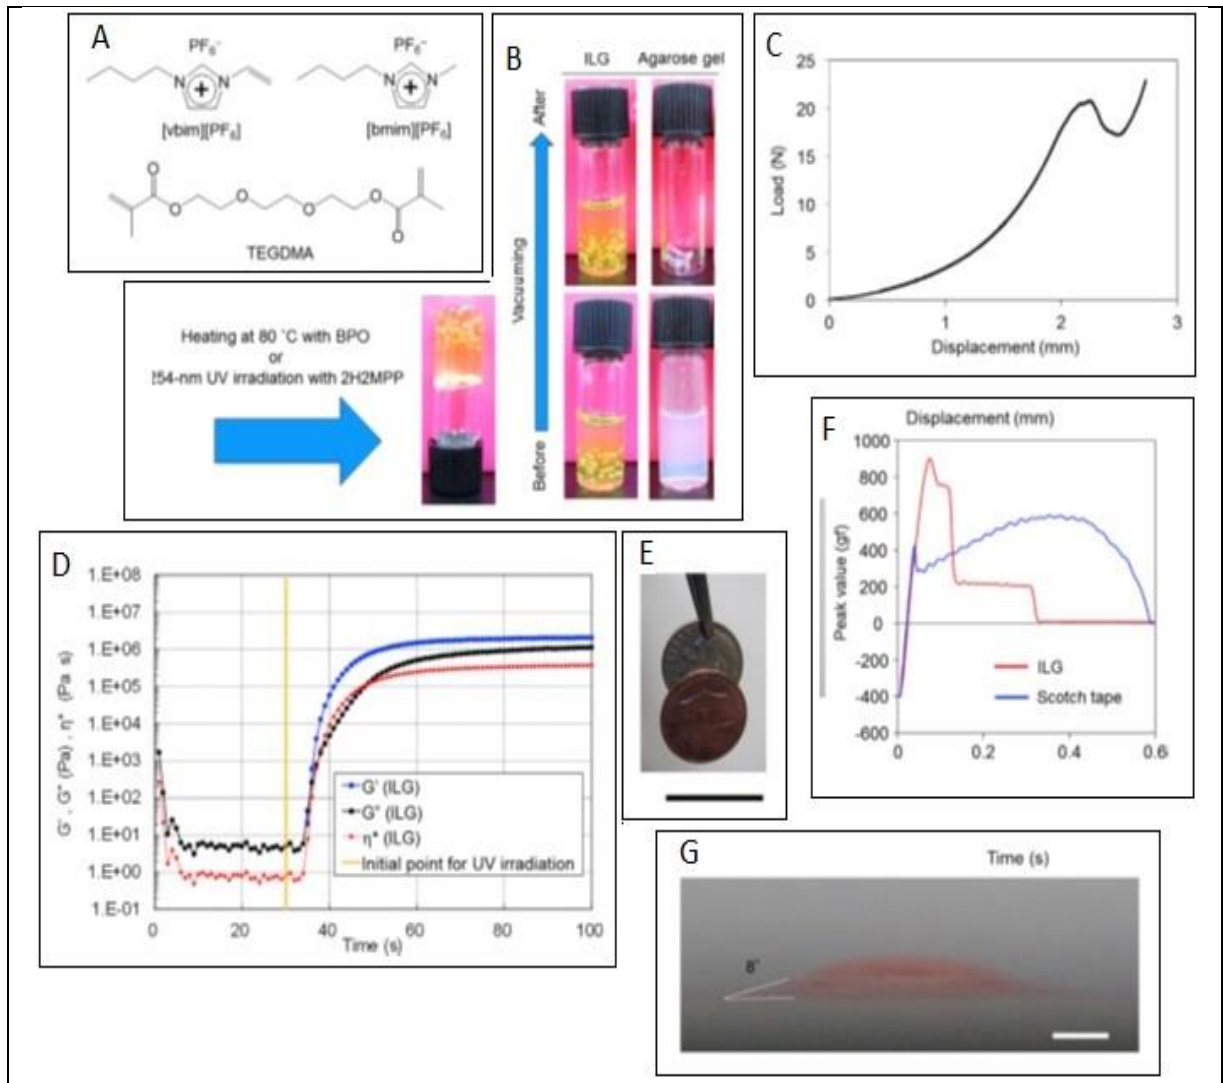 A
PF6−
PF6−
N
N
+
N
N
+
[vbim][PF6]
[bmim][PF6]
O
O
O
O
O
O
TEGDMA
Heating at 80 °C with BPO
or
254-nm UV irradiation with 2H2MPP
B
ILG
Agarose gel
After
Vacuuming
Before
C
25
20
15
10
5
0
Load (N)
0
1
2
3
Displacement (mm)
D
1.E+08
1.E+07
1.E+06
1.E+05
1.E+04
1.E+03
1.E+02
1.E+01
1.E+00
1.E-01
G' , G" (Pa) , η* (Pa s)
G' (ILG)
G" (ILG)
η* (ILG)
Initial point for UV irradiation
0
20
40
60
80
100
Time (s)
E
F
Displacement (mm)
1000
800
600
400
200
0
-200
-400
-600
Peak value (gf)
ILG
Scotch tape
0
0.2
0.4
0.6
G
Time (s)
8°